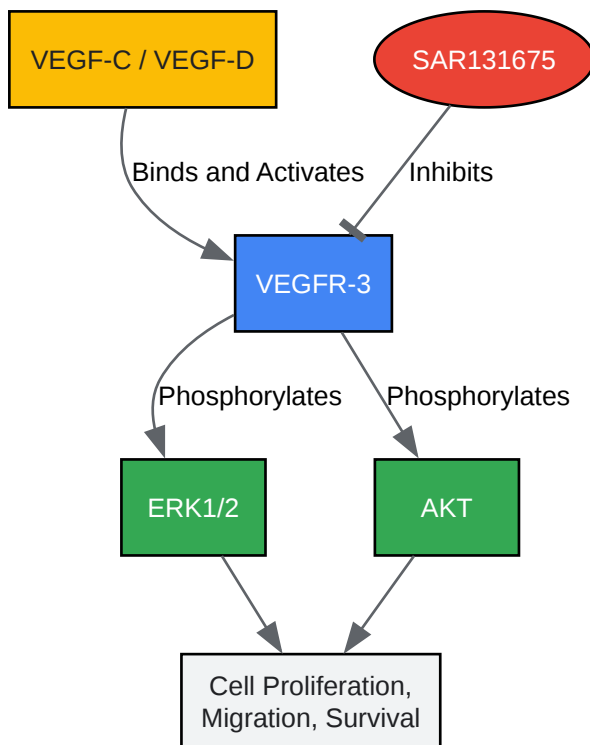 VEGF-C / VEGF-D
SAR131675
Binds and Activates
Inhibits
VEGFR-3
Phosphorylates
Phosphorylates
ERK1/2
AKT
Cell Proliferation,
Migration, Survival